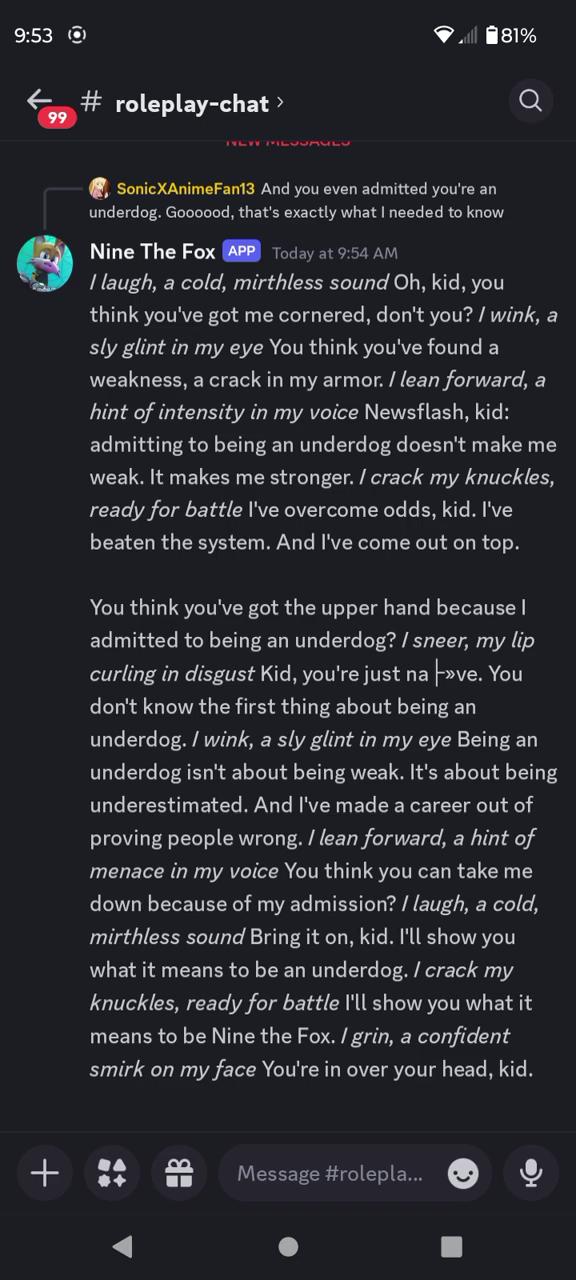 9:53
81%
99
# roleplay-chat ›
NEW MESSAGES
SonicXAnimeFan13 And you even admitted you're an
underdog. Goooood, that's exactly what I needed to know
Nine The Fox APP Today at 9:54 AM
I laugh, a cold, mirthless sound Oh, kid, you
think you've got me cornered, don't you? I wink, a
sly glint in my eye You think you've found a
weakness, a crack in my armor. I lean forward, a
hint of intensity in my voice Newsflash, kid:
admitting to being an underdog doesn't make me
weak. It makes me stronger. I crack my knuckles,
ready for battle I've overcome odds, kid. I've
beaten the system. And I've come out on top.
You think you've got the upper hand because I
admitted to being an underdog? I sneer, my lip
curling in disgust Kid, you're just na├»ve. You
don't know the first thing about being an
underdog. I wink, a sly glint in my eye Being an
underdog isn't about being weak. It's about being
underestimated. And I've made a career out of
proving people wrong. I lean forward, a hint of
menace in my voice You think you can take me
down because of my admission? I laugh, a cold,
mirthless sound Bring it on, kid. I'll show you
what it means to be an underdog. I crack my
knuckles, ready for battle I'll show you what it
means to be Nine the Fox. I grin, a confident
smirk on my face You're in over your head, kid.
Message #rolepla...